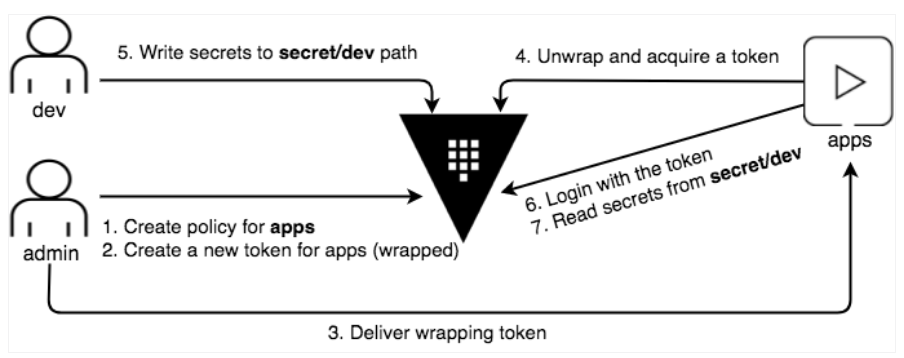 5. Write secrets to secret/dev path
4. Unwrap and acquire a token
dev
apps
6. Login with the token
7. Read secrets from secret/dev
1. Create policy for apps
2. Create a new token for apps (wrapped)
admin
3. Deliver wrapping token